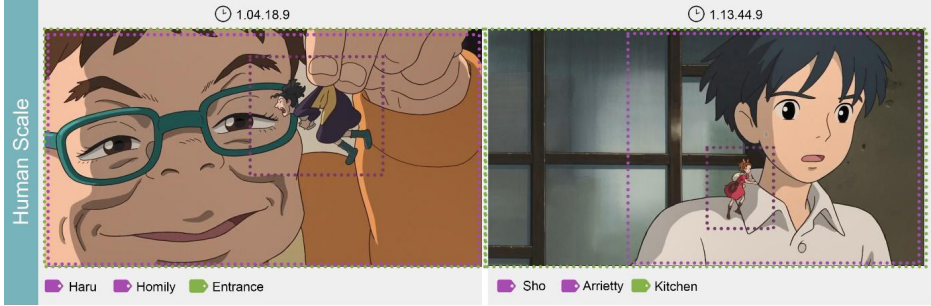 1.04.18.9
1.13.44.9
Human Scale
Haru Homily Entrance
Sho Arrietty Kitchen